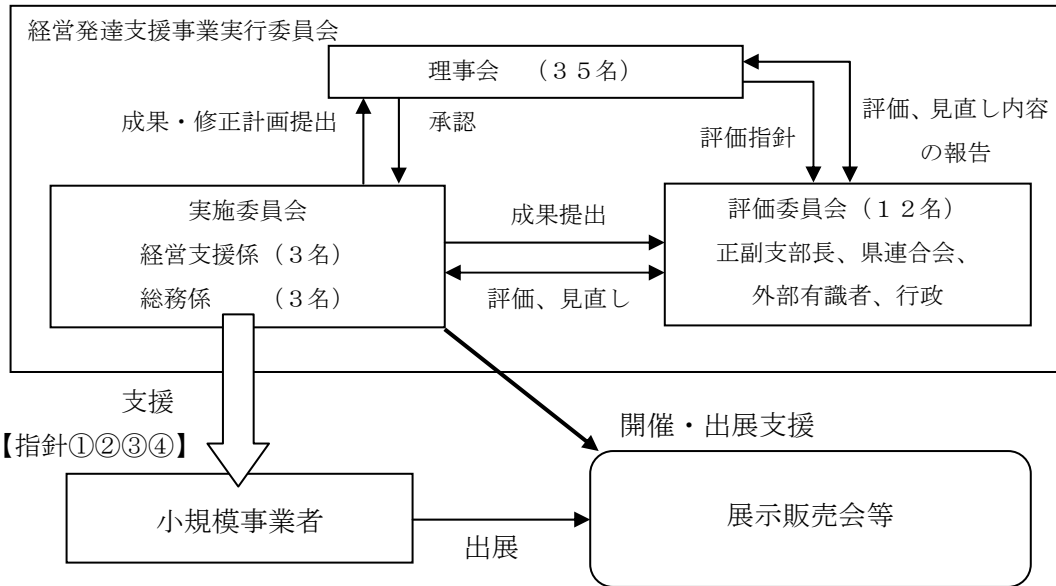 経営発達支援事業実行委員会
理事会　（３５名）
成果・修正計画提出
承認
評価指針
評価、見直し内容
の報告
実施委員会
経営支援係（３名）
総務係　　（３名）
成果提出
評価、見直し
評価委員会（１２名）
正副支部長、県連合会、
外部有識者、行政
支援
【指針①②③④】
開催・出展支援
小規模事業者
出展
展示販売会等